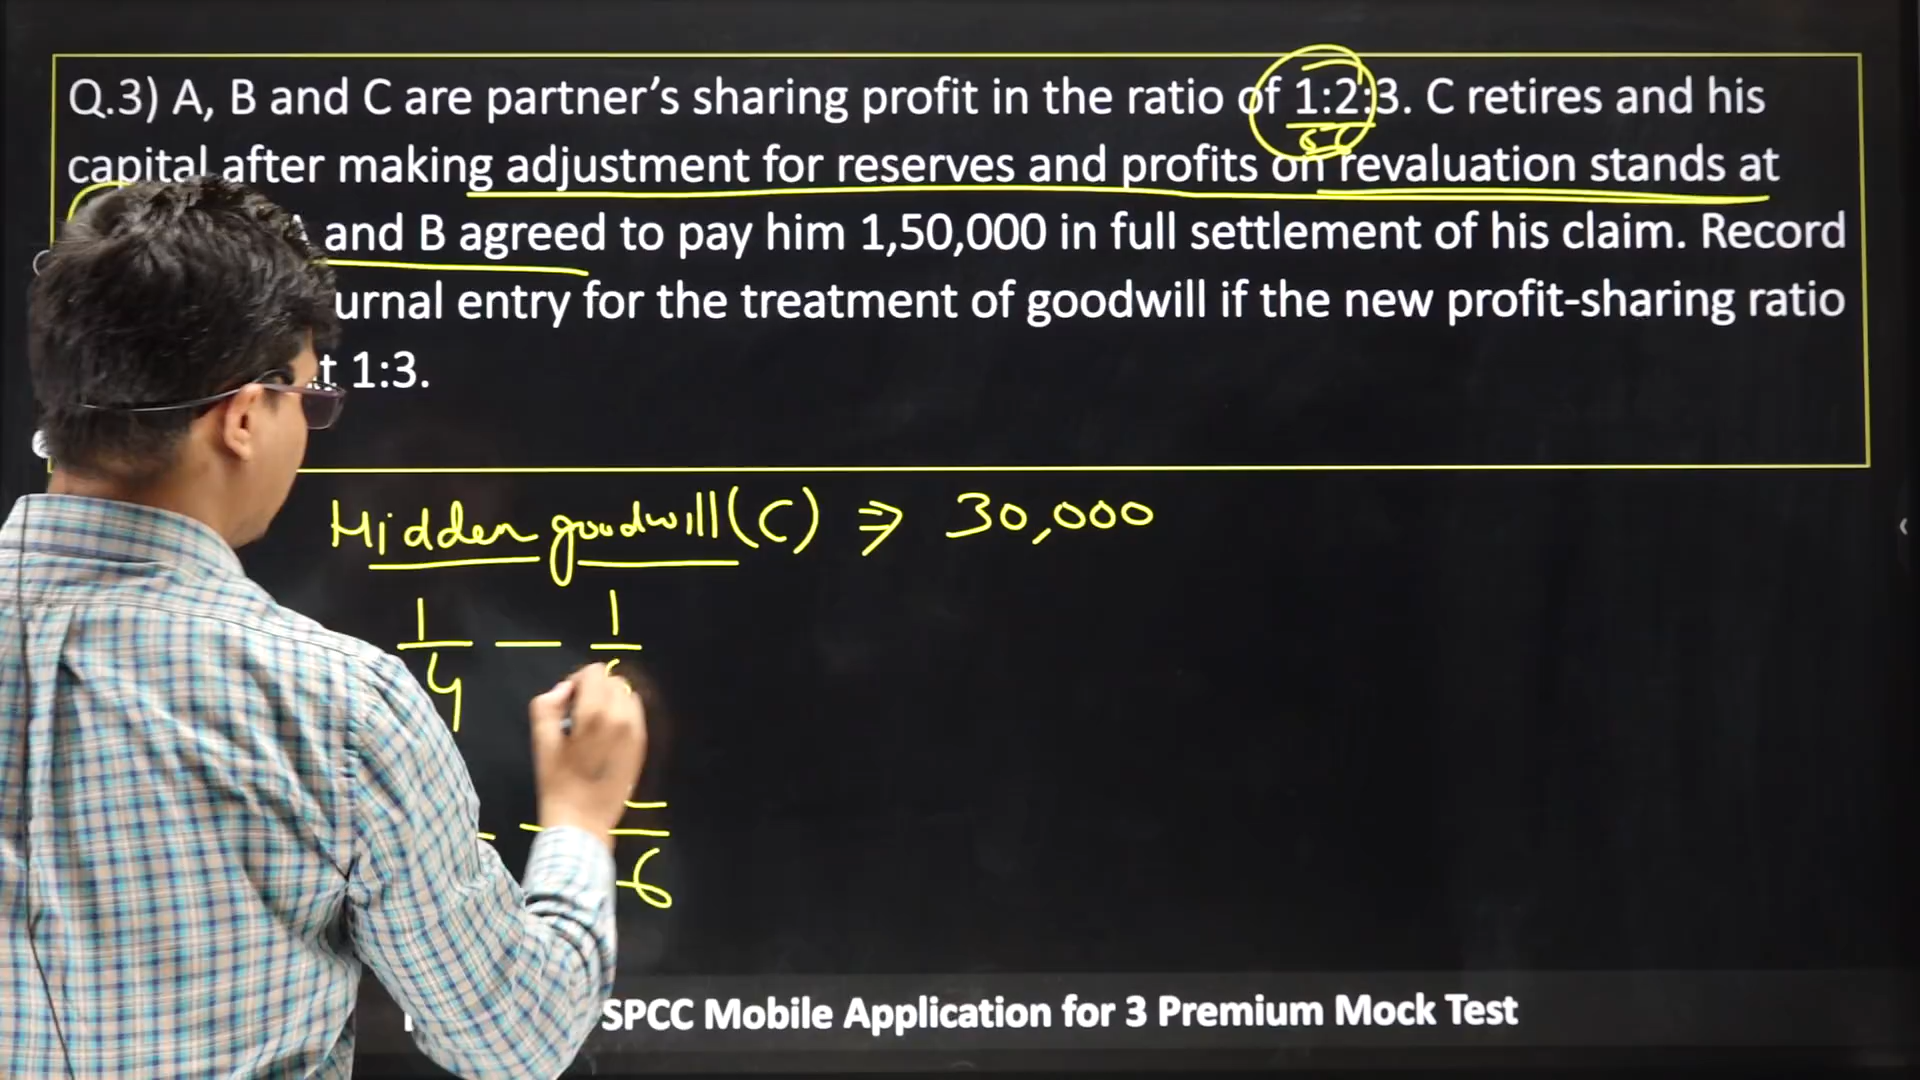 Q.3) A, B and C are partner's sharing profit in the ratio of 1:2:3. C retires and his
capital after making adjustment for reserves and profits on revaluation stands at
A and B agreed to pay him 1,50,000 in full settlement of his claim. Record
urnal entry for the treatment of goodwill if the new profit-sharing ratio
t 1:3.
Hidden goodwill (C) ⇒ 30,000
1/4 — 1/
6
SPCC Mobile Application for 3 Premium Mock Test